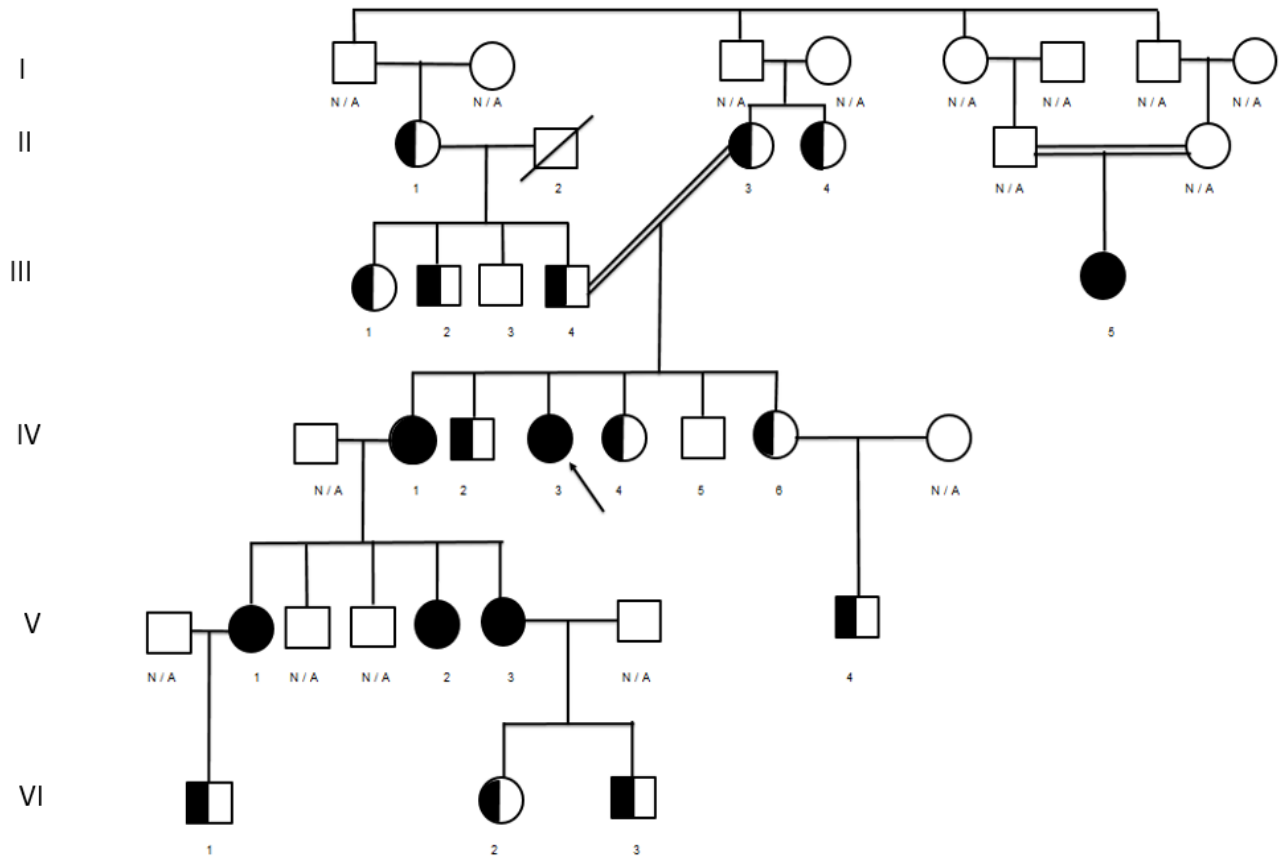 I
N / A N / A N / A N / A N / A N / A N / A N / A
II
1 2 3 4 N / A N / A
III
1 2 3 4 5
IV
N / A 1 2 3 4 5 6 N / A
V
N / A 1 N / A N / A 2 3 N / A 4
VI
1 2 3